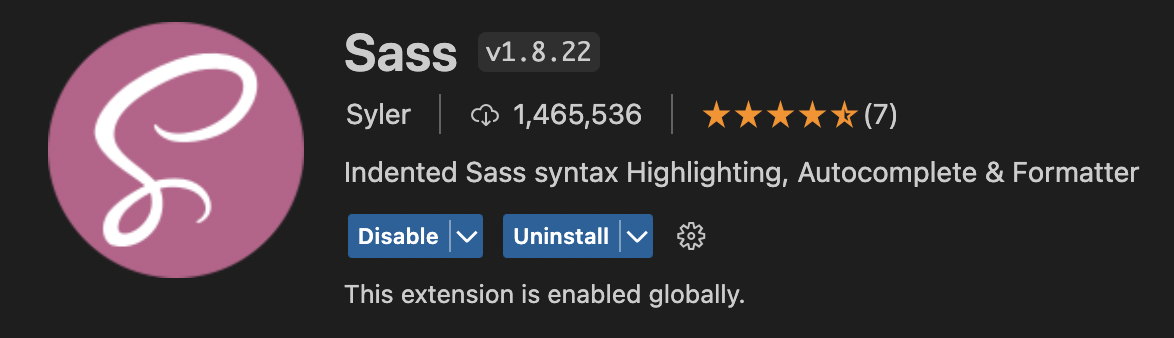 Sass v1.8.22
Syler 1,465,536 (7)
Indented Sass syntax Highlighting, Autocomplete & Formatter
Disable Uninstall
This extension is enabled globally.